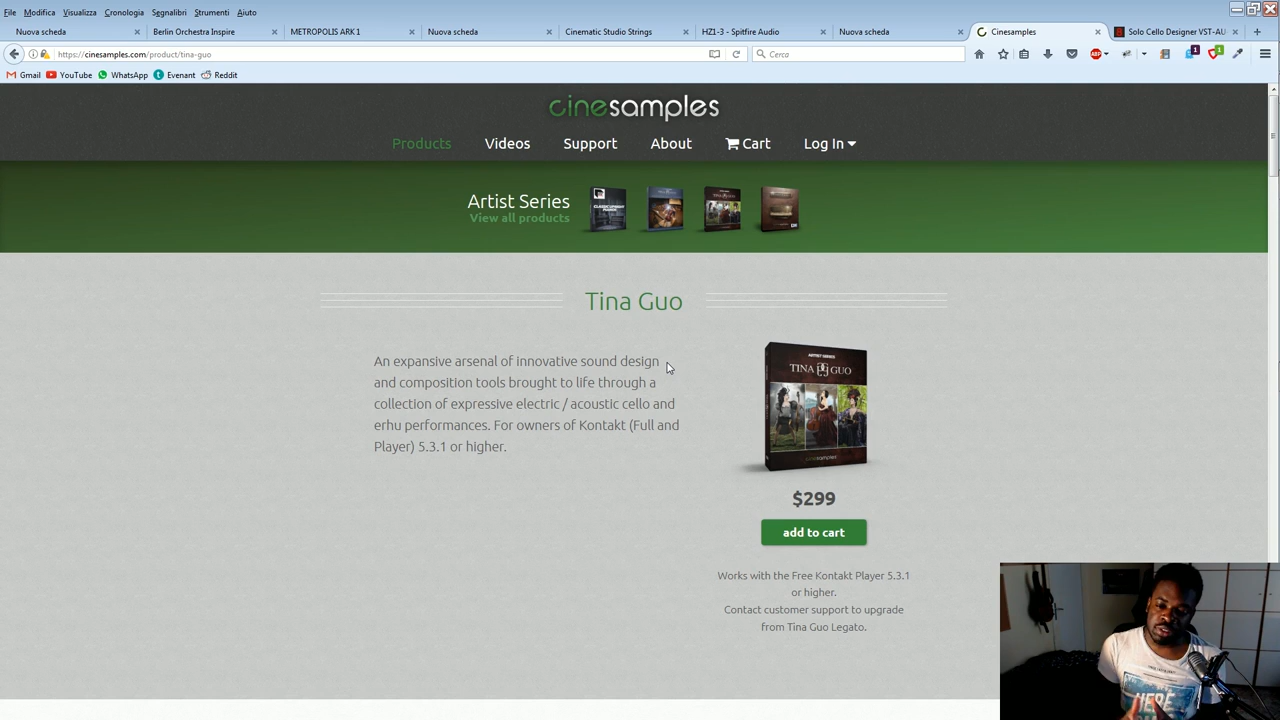 File Modifica Visualizza Cronologia Segnalibri Strumenti Aiuto
Nuova scheda Berlin Orchestra Inspire METROPOLIS ARK 1 Nuova scheda Cinematic Studio Strings HZ1-3 - Spitfire Audio Nuova scheda Cinesamples Solo Cello Designer VST-AU-
https://cinesamples.com/product/tina-guo Cerca
Gmail YouTube WhatsApp Evenant Reddit
cinesamples
Products Videos Support About Cart Log In
Artist Series
View all products
Tina Guo
An expansive arsenal of innovative sound design
and composition tools brought to life through a
collection of expressive electric / acoustic cello and
erhu performances. For owners of Kontakt (Full and
Player) 5.3.1 or higher.
TINA GUO
cinesamples
$299
add to cart
Works with the Free Kontakt Player 5.3.1
or higher.
Contact customer support to upgrade
from Tina Guo Legato.